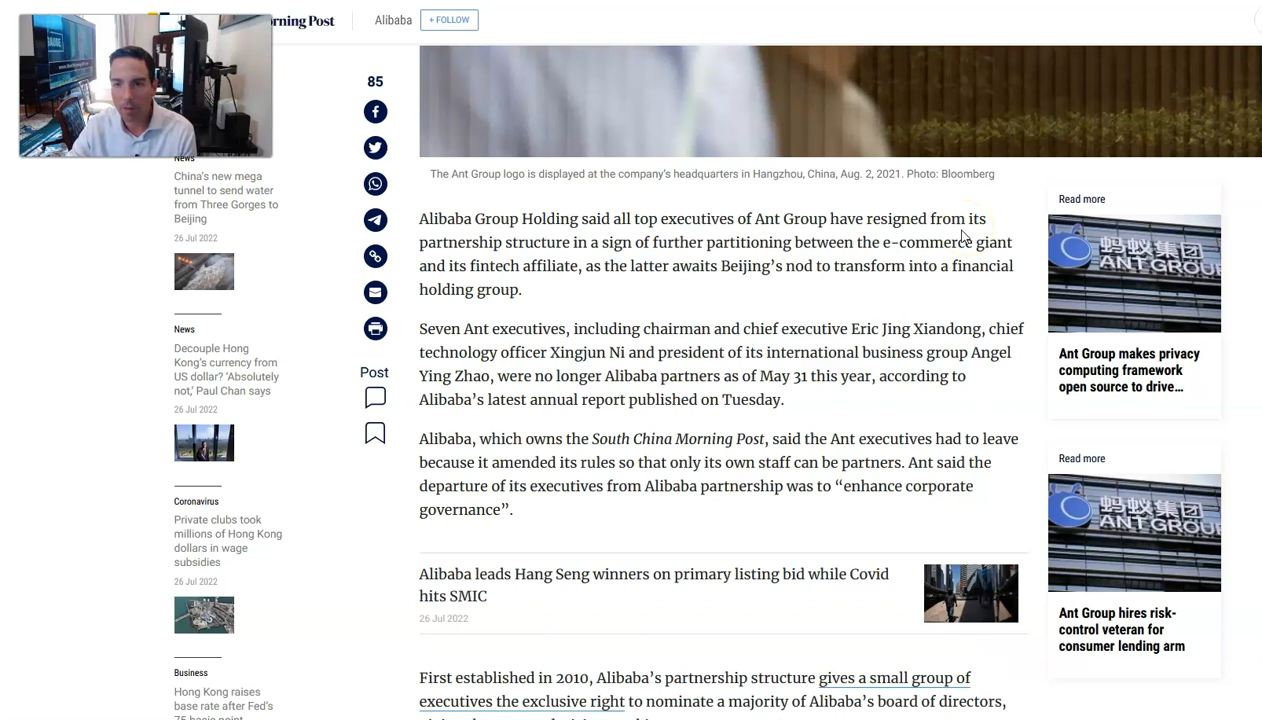 orning Post
Alibaba
+ FOLLOW
85
The Ant Group logo is displayed at the company's headquarters in Hangzhou, China, Aug. 2, 2021. Photo: Bloomberg
News
China's new mega
tunnel to send water
from Three Gorges to
Beijing
26 Jul 2022
News
Decouple Hong
Kong's currency from
US dollar? 'Absolutely
not,' Paul Chan says
26 Jul 2022
Coronavirus
Private clubs took
millions of Hong Kong
dollars in wage
subsidies
26 Jul 2022
Business
Hong Kong raises
base rate after Fed's
75 basic point
Post
Alibaba Group Holding said all top executives of Ant Group have resigned from its
partnership structure in a sign of further partitioning between the e-commerce giant
and its fintech affiliate, as the latter awaits Beijing's nod to transform into a financial
holding group.
Seven Ant executives, including chairman and chief executive Eric Jing Xiandong, chief
technology officer Xingjun Ni and president of its international business group Angel
Ying Zhao, were no longer Alibaba partners as of May 31 this year, according to
Alibaba's latest annual report published on Tuesday.
Alibaba, which owns the South China Morning Post, said the Ant executives had to leave
because it amended its rules so that only its own staff can be partners. Ant said the
departure of its executives from Alibaba partnership was to “enhance corporate
governance”.
Alibaba leads Hang Seng winners on primary listing bid while Covid
hits SMIC
26 Jul 2022
First established in 2010, Alibaba's partnership structure gives a small group of
executives the exclusive right to nominate a majority of Alibaba's board of directors,
Read more
蚂蚁集团
ANT GROUP
Ant Group makes privacy
computing framework
open source to drive…
Read more
蚂蚁集团
ANT GROUP
Ant Group hires risk-
control veteran for
consumer lending arm